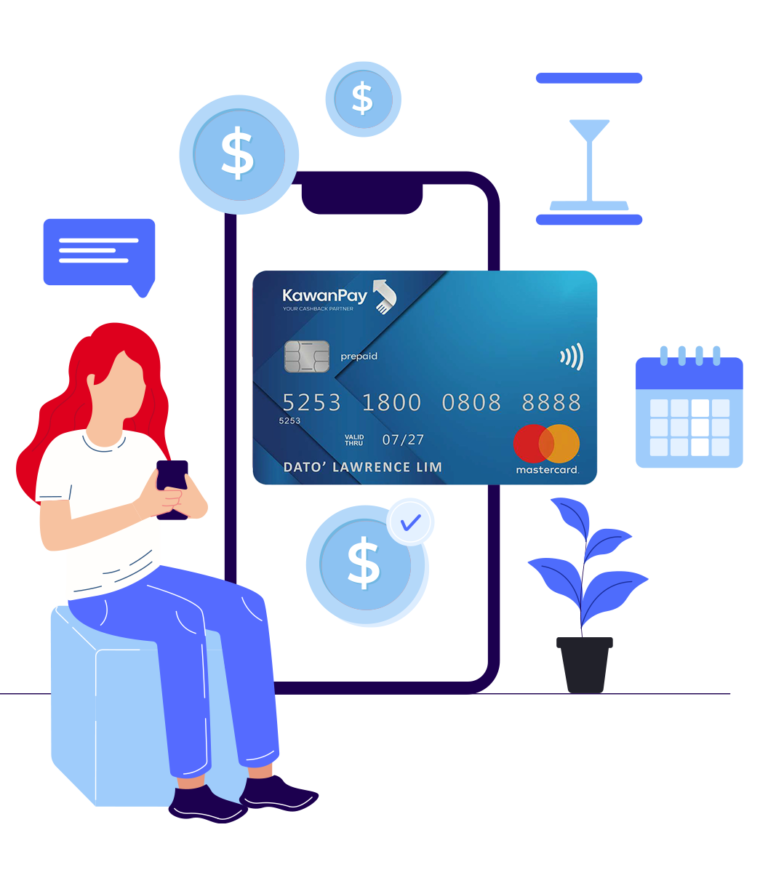 $
$
KawanPay
YOUR CASHBACK PARTNER
prepaid
5253 1800 0808 8888
5253
VALID THRU 07/27
DATO’ LAWRENCE LIM
mastercard.
$